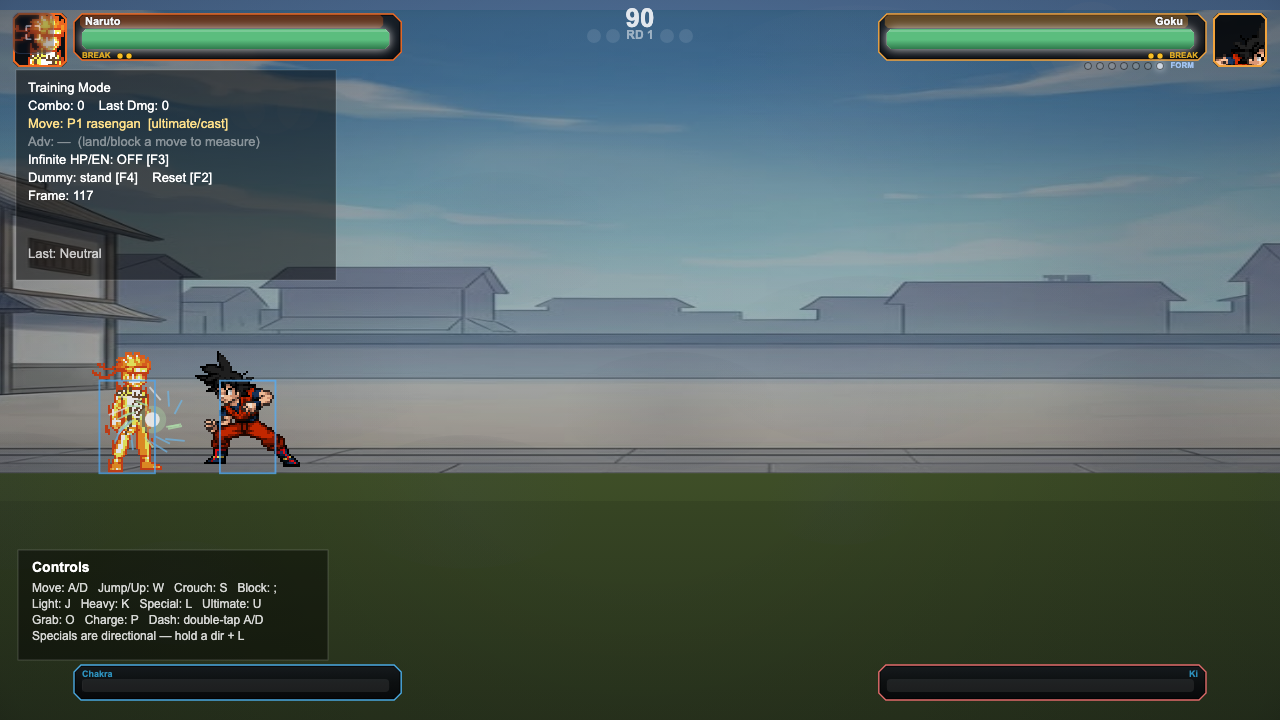 90
RD 1
Naruto
BREAK
Goku
BREAK
FORM
Training Mode
Combo: 0 Last Dmg: 0
Move: P1 rasengan [ultimate/cast]
Adv: — (land/block a move to measure)
Infinite HP/EN: OFF [F3]
Dummy: stand [F4] Reset [F2]
Frame: 117
Last: Neutral
Controls
Move: A/D Jump/Up: W Crouch: S Block: ;
Light: J Heavy: K Special: L Ultimate: U
Grab: O Charge: P Dash: double-tap A/D
Specials are directional — hold a dir + L
Chakra
Ki